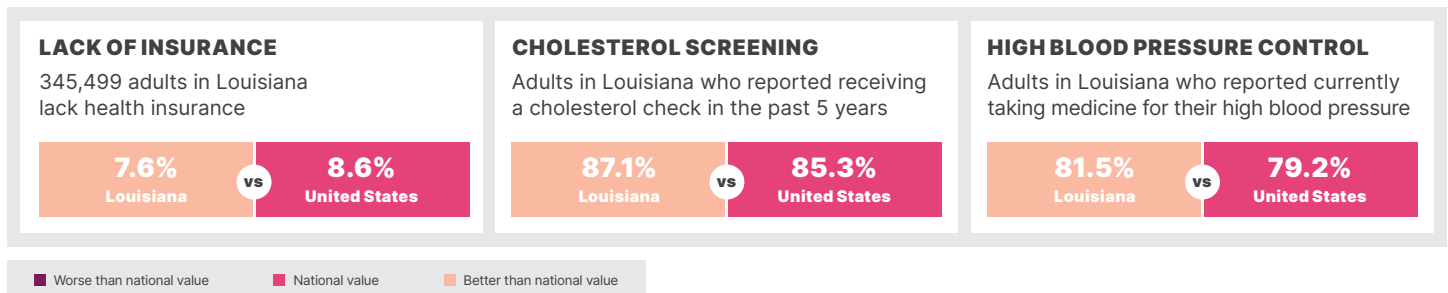 LACK OF INSURANCE
345,499 adults in Louisiana
lack health insurance
7.6%
Louisiana
vs
8.6%
United States
CHOLESTEROL SCREENING
Adults in Louisiana who reported receiving
a cholesterol check in the past 5 years
87.1%
Louisiana
vs
85.3%
United States
HIGH BLOOD PRESSURE CONTROL
Adults in Louisiana who reported currently
taking medicine for their high blood pressure
81.5%
Louisiana
vs
79.2%
United States
Worse than national value
National value
Better than national value